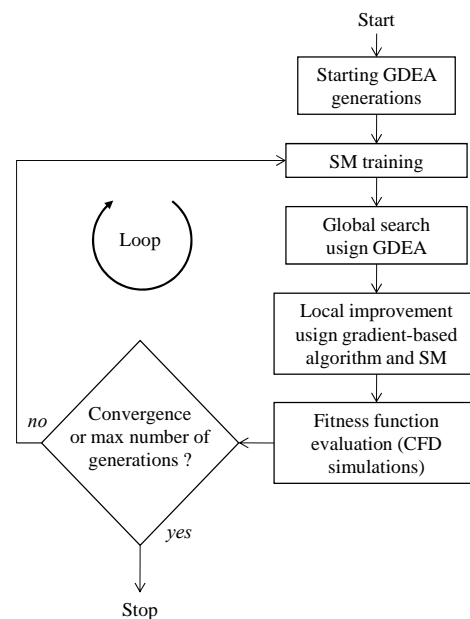 Start
Starting GDEA
generations
SM training
Global search
usign GDEA
Loop
Local improvement
usign gradient-based
algorithm and SM
Fitness function
evaluation (CFD
simulations)
Convergence
or max number of
generations ?
no
yes
Stop